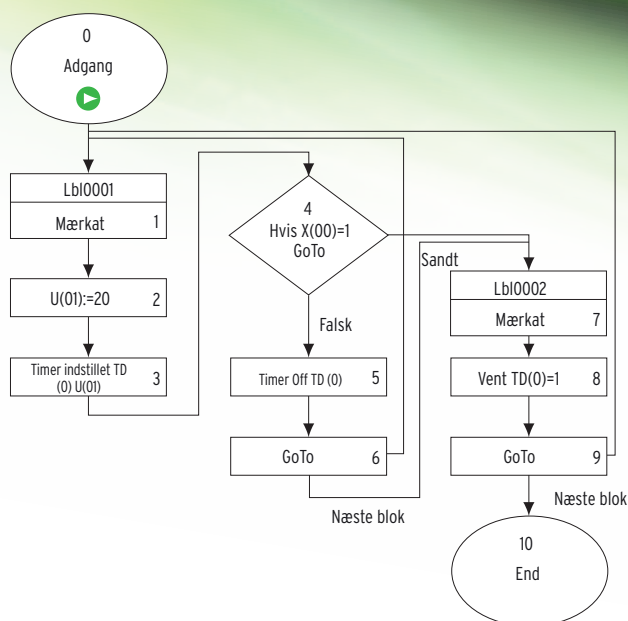 0
Adgang
Lbl0001
Mærkat 1
U(01):=20 2
Timer indstillet TD
(0) U(01) 3
4
Hvis X(00)=1
GoTo
Sandt
Falsk
Timer Off TD (0) 5
GoTo 6
Næste blok
Lbl0002
Mærkat 7
Vent TD(0)=1 8
GoTo 9
Næste blok
10
End